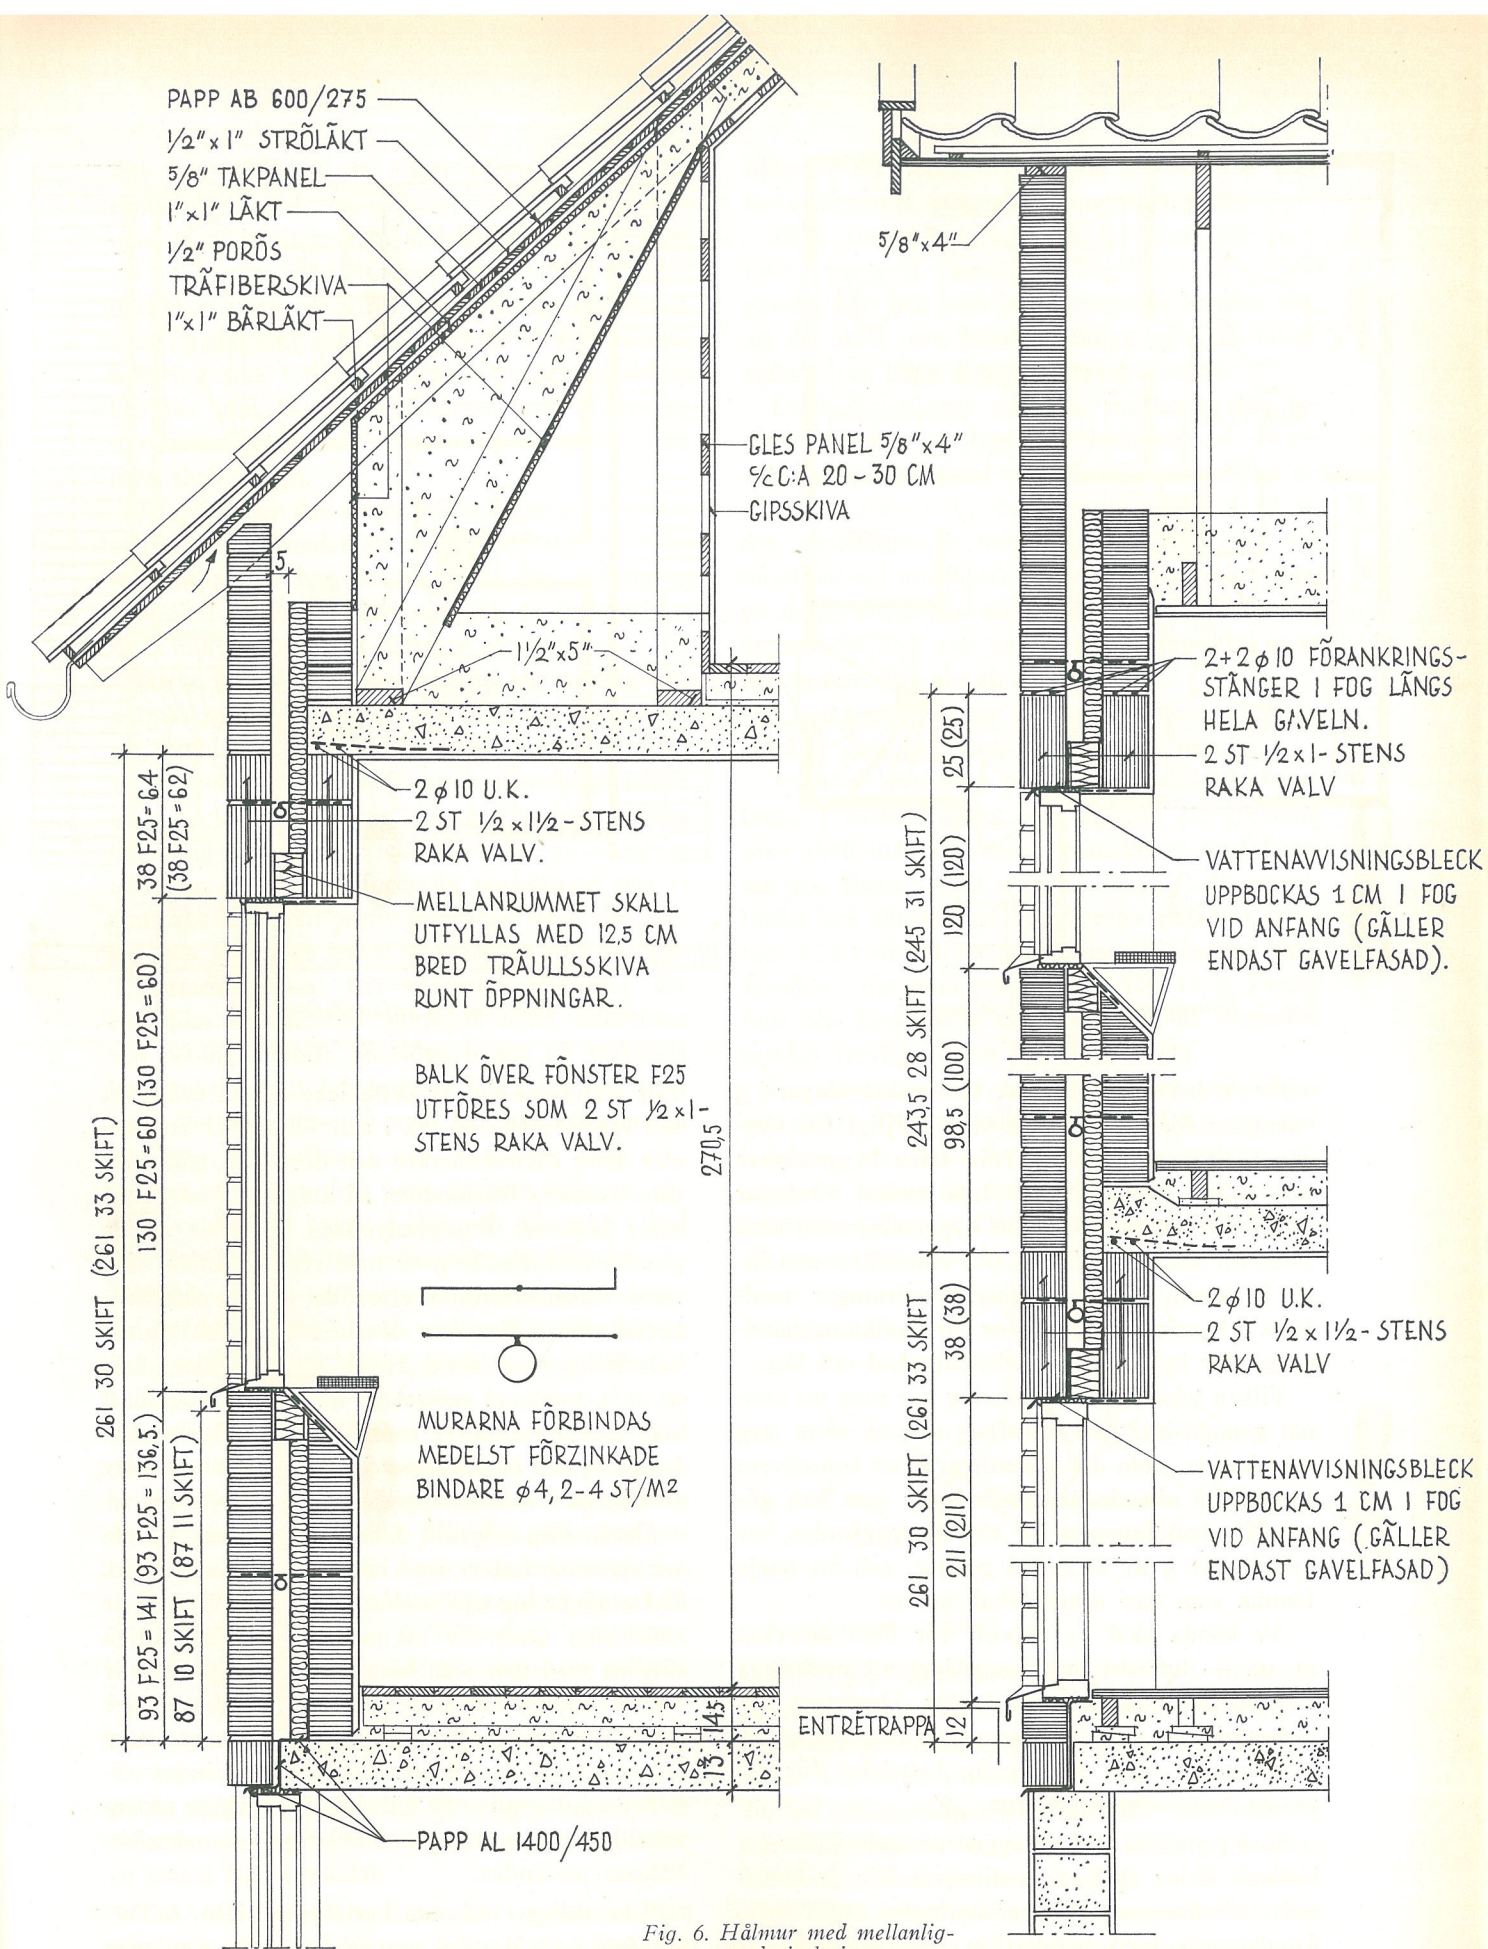 PAPP AB 600/275
1/2" x 1" STRÖLÄKT
5/8" TAKPANEL
1" x 1" LÄKT
1/2" PORÖS
TRÄFIBERSKIVA
1" x 1" BÄRLÄKT
5
GLES PANEL 5/8" x 4"
c/c C:A 20 - 30 CM
GIPSSKIVA
1 1/2" x 5"
2 ø 10 U.K.
2 ST 1/2 x 1 1/2 - STENS
RAKA VALV.
MELLANRUMMET SKALL
UTFYLLAS MED 12,5 CM
BRED TRÄULLSSKIVA
RUNT ÖPPNINGAR.
BALK ÖVER FÖNSTER F25
UTFÖRES SOM 2 ST 1/2 x 1-
STENS RAKA VALV.
270,5
MURARNA FÖRBINDAS
MEDELST FÖRZINKADE
BINDARE ø 4, 2-4 ST/M2
14,5
13
PAPP AL 1400/450
38 F25 = 64
(38 F25 = 62)
130 F25 = 60 (130 F25 = 60)
261 30 SKIFT (261 33 SKIFT)
93 F25 = 141 (93 F25 = 136,5.)
87 10 SKIFT (87 11 SKIFT)
5/8" x 4"
2 + 2 ø 10 FÖRANKRINGS-
STÄNGER I FOG LÄNGS
HELA GAVELN.
2 ST 1/2 x 1 - STENS
RAKA VALV
VATTENAVVISNINGSBLECK
UPPBOCKAS 1 CM I FOG
VID ANFANG (GÄLLER
ENDAST GAVELFASAD).
2 ø 10 U.K.
2 ST 1/2 x 1 1/2 - STENS
RAKA VALV
VATTENAVVISNINGSBLECK
UPPBOCKAS 1 CM I FOG
VID ANFANG (GÄLLER
ENDAST GAVELFASAD)
25 (25)
120 (120)
243,5 28 SKIFT (245 31 SKIFT)
98,5 (100)
38 (38)
261 30 SKIFT (261 33 SKIFT
211 (211)
12
ENTRÉTRAPPA
Fig. 6. Hålmur med mellanlig-